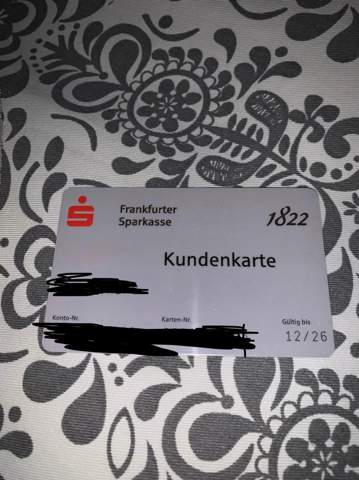 Frankfurter
Sparkasse
1822
Kundenkarte
Konto-Nr.
Karten-Nr.
Gültig bis
12/26